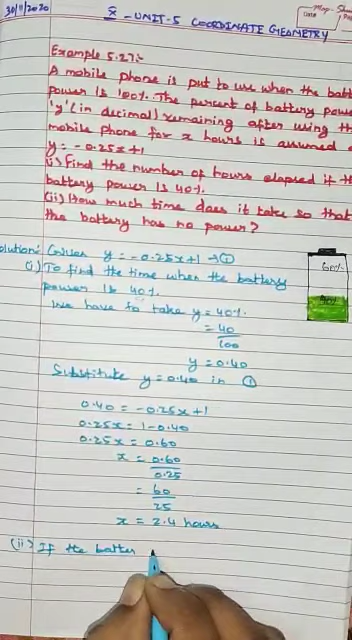 30/11/2020 X - UNIT-5 COORDINATE GEOMETRY
Example 5.27:-
A mobile phone is put to use when the batt
power is 100%. The percent of battery powe
'y' (in decimal) remaining after using the
mobile phone for x hours is assumed a
y = -0.25x+1
(i) Find the number of hours elapsed if th
battery power is 40%.
(ii) How much time does it take so that
the battery has no power?
olution: Given y = -0.25x+1 →①
(i) To find the time when the battery
power is 40%.
60%
We have to take y = 40%.
= 40
100
y = 0.40
Substitute y = 0.40 in ①
0.40 = -0.25x+1
0.25x = 1-0.40
0.25x = 0.60
x = 0.60
0.25
= 60
25
x = 2.4 hours
(ii) If the batter